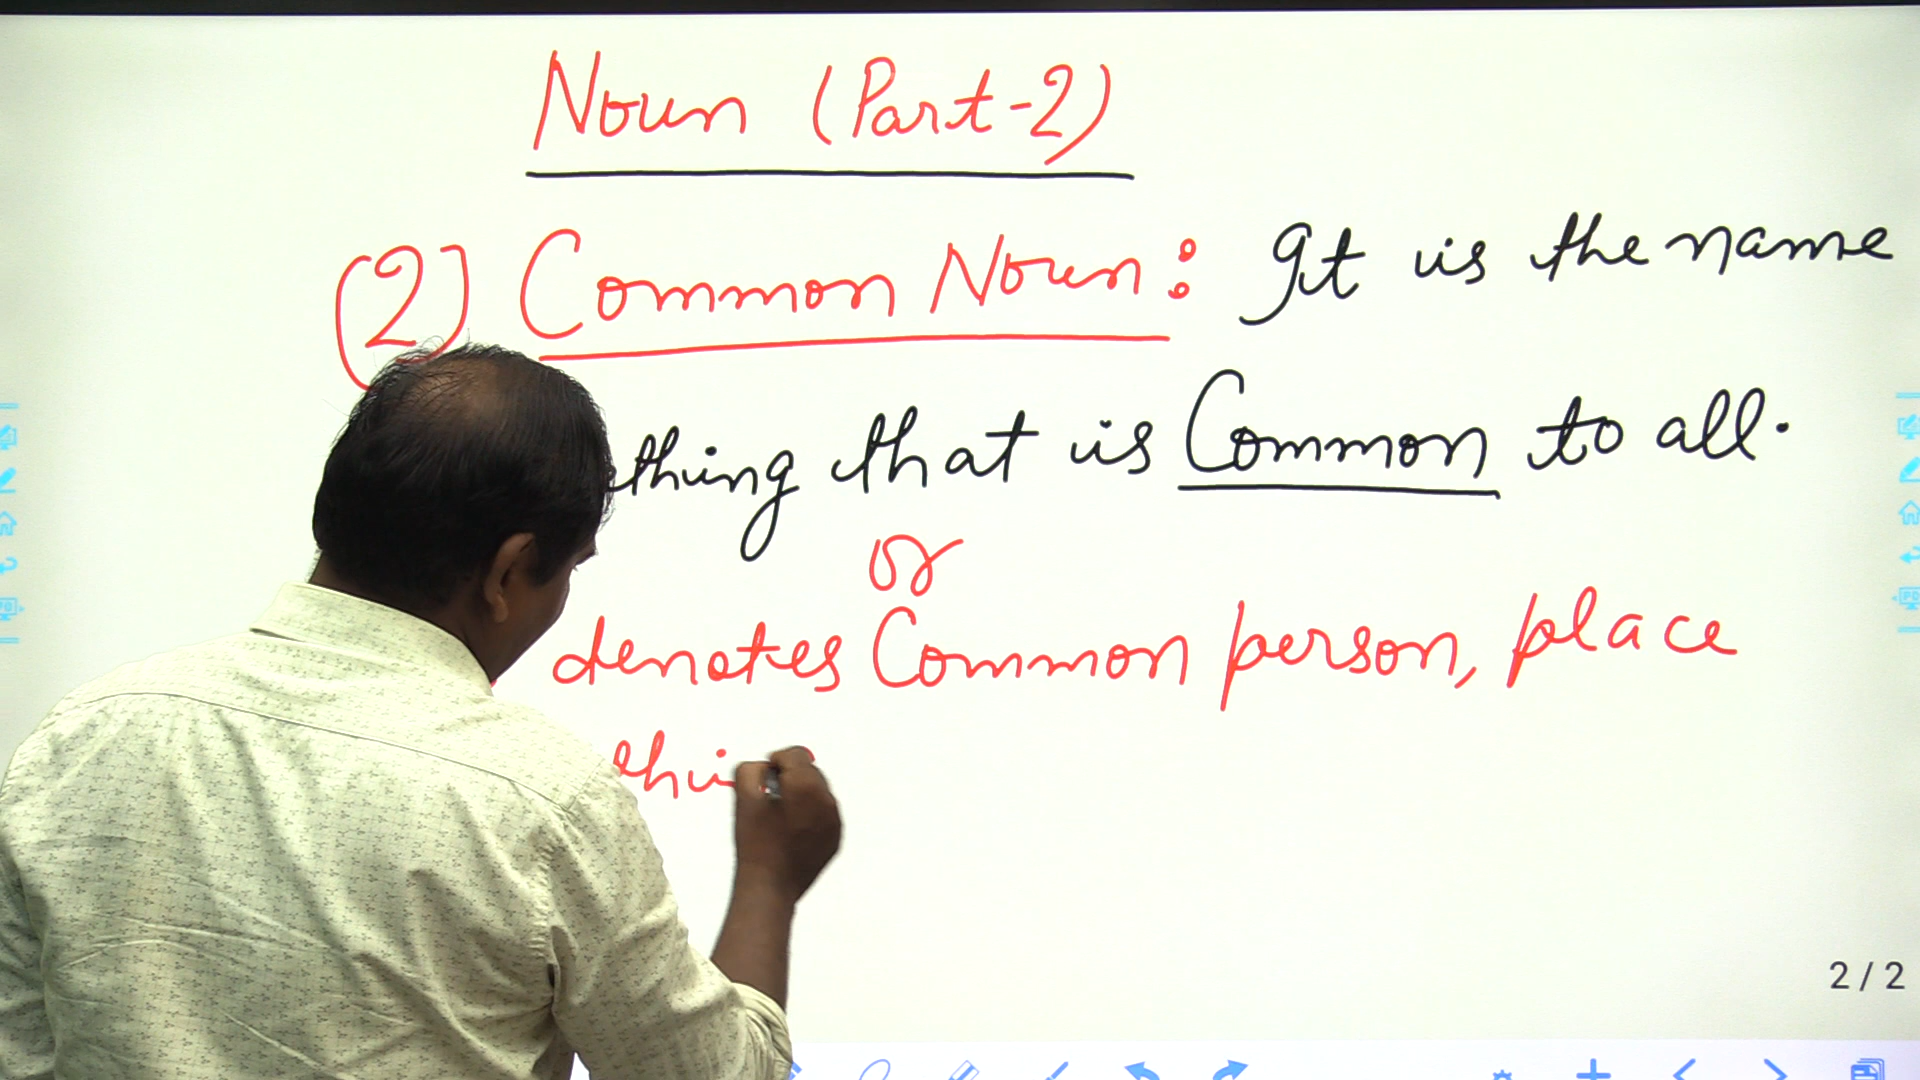 Noun (Part-2)
(2) Common Noun: It is the name
thing that is Common to all.
or
denotes Common person, place
thi
2/2